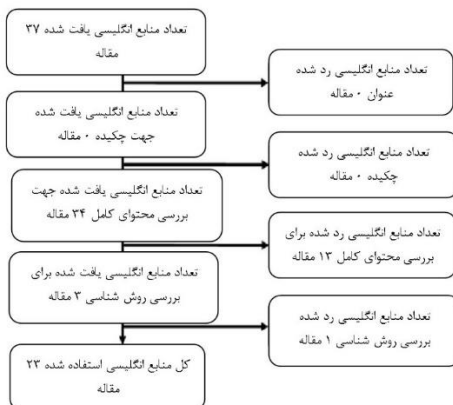 تعداد منابع انگلیسی یافت شده ۳۷
مقاله
تعداد منابع انگلیسی رد شده
عنوان ۰ مقاله
تعداد منابع انگلیسی یافت شده
جهت چکیده ۰ مقاله
تعداد منابع انگلیسی رد شده
چکیده ۰ مقاله
تعداد منابع انگلیسی یافت شده جهت
بررسی محتوای کامل ۳۴ مقاله
تعداد منابع انگلیسی رد شده برای
بررسی محتوای کامل ۱۳ مقاله
تعداد منابع انگلیسی یافت شده برای
بررسی روش شناسی ۳ مقاله
تعداد منابع انگلیسی رد شده
بررسی روش شناسی ۱ مقاله
کل منابع انگلیسی استفاده شده ۲۳
مقاله